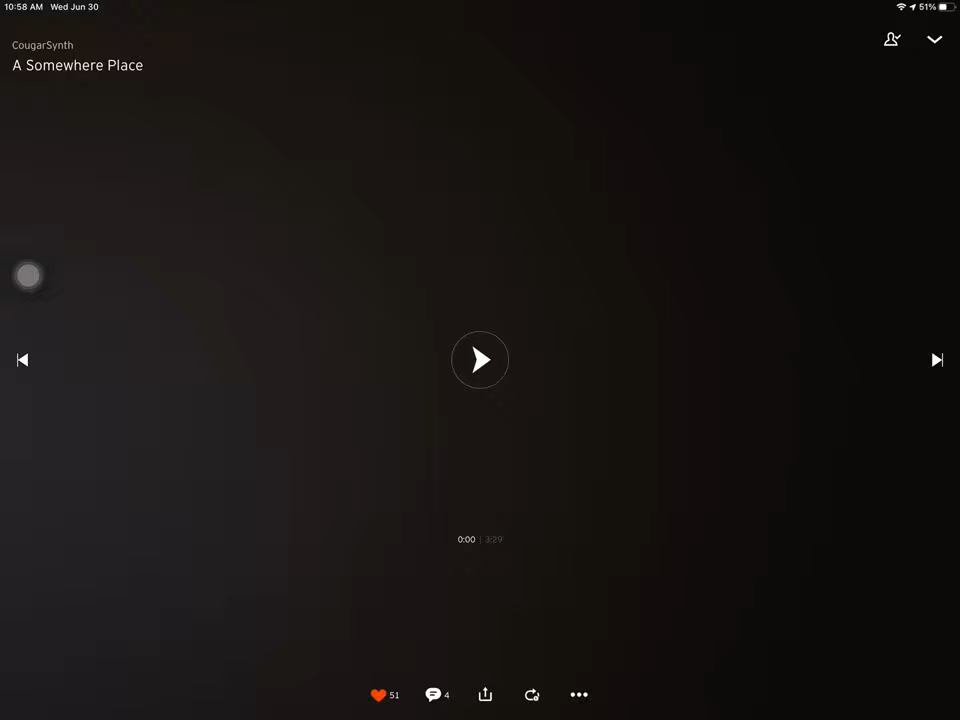 10:58 AM Wed Jun 30 51%
CougarSynth
A Somewhere Place
0:00 | 3:29
51 4